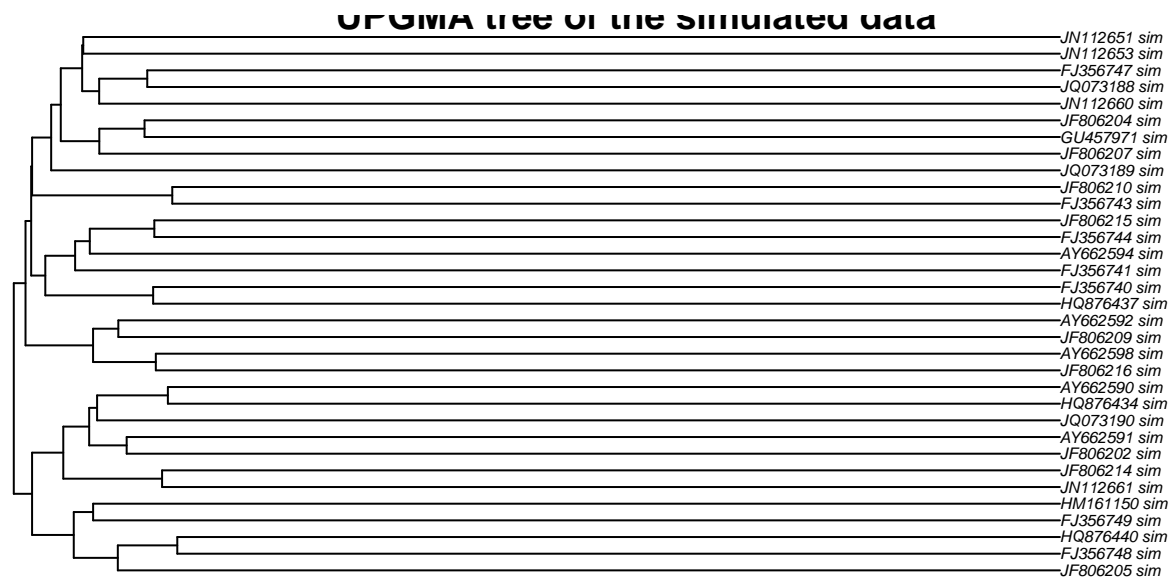 UPGMA tree of the simulated data
JN112651 sim
JN112653 sim
FJ356747 sim
JQ073188 sim
JN112660 sim
JF806204 sim
GU457971 sim
JF806207 sim
JQ073189 sim
JF806210 sim
FJ356743 sim
JF806215 sim
FJ356744 sim
AY662594 sim
FJ356741 sim
FJ356740 sim
HQ876437 sim
AY662592 sim
JF806209 sim
AY662598 sim
JF806216 sim
AY662590 sim
HQ876434 sim
JQ073190 sim
AY662591 sim
JF806202 sim
JF806214 sim
JN112661 sim
HM161150 sim
FJ356749 sim
HQ876440 sim
FJ356748 sim
JF806205 sim